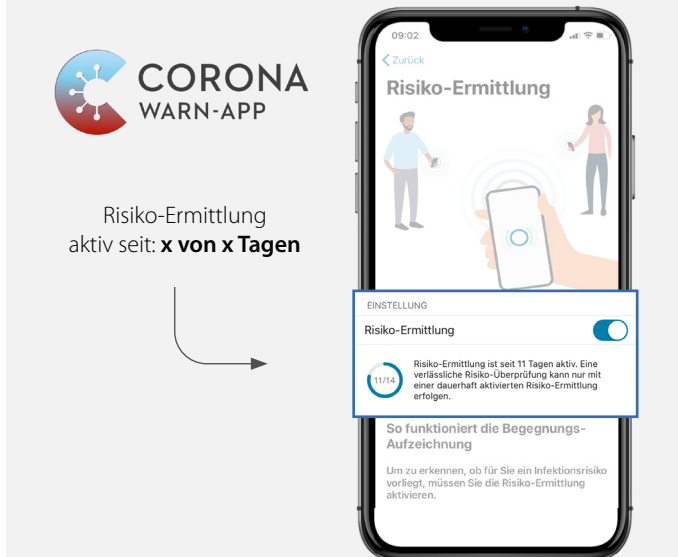 CORONA
WARN-APP
Risiko-Ermittlung
aktiv seit: x von x Tagen
09:02
Zurück
Risiko-Ermittlung
EINSTELLUNG
Risiko-Ermittlung
11/14
Risiko-Ermittlung ist seit 11 Tagen aktiv. Eine
verlässliche Risiko-Überprüfung kann nur mit
einer dauerhaft aktivierten Risiko-Ermittlung
erfolgen.
So funktioniert die Begegnungs-
Aufzeichnung
Um zu erkennen, ob für Sie ein Infektionsrisiko
vorliegt, müssen Sie die Risiko-Ermittlung
aktivieren.